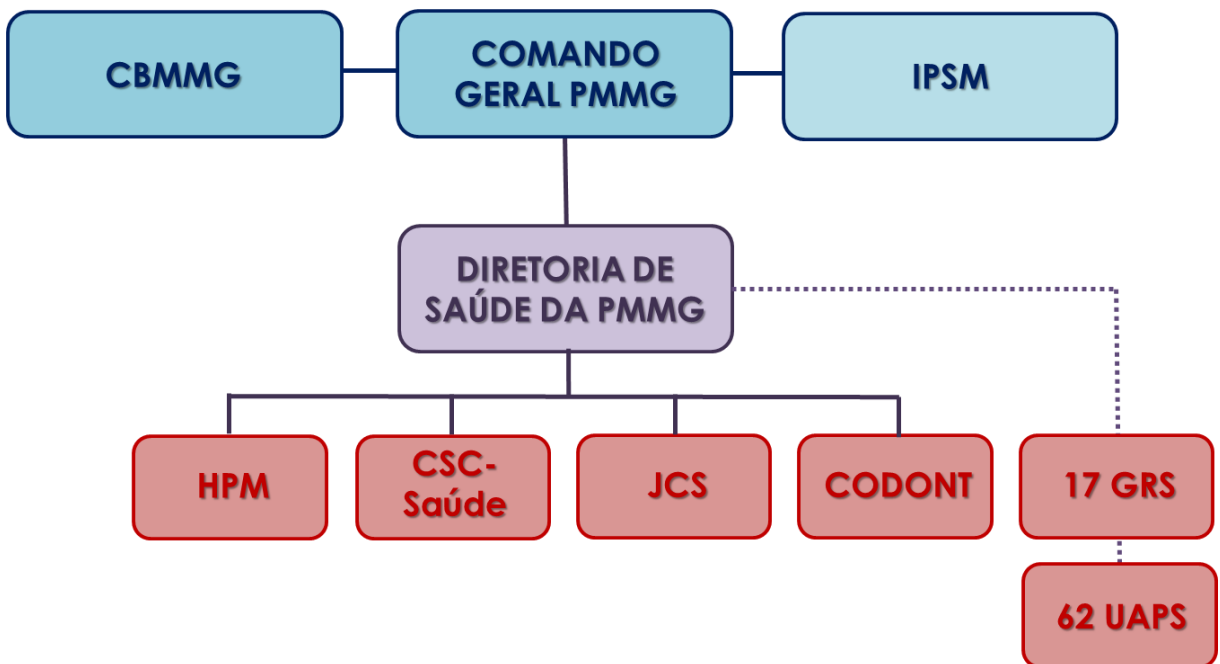 CBMMG
COMANDO
GERAL PMMG
IPSM
DIRETORIA DE
SAÚDE DA PMMG
HPM
CSC-
Saúde
JCS
CODONT
17 GRS
62 UAPS